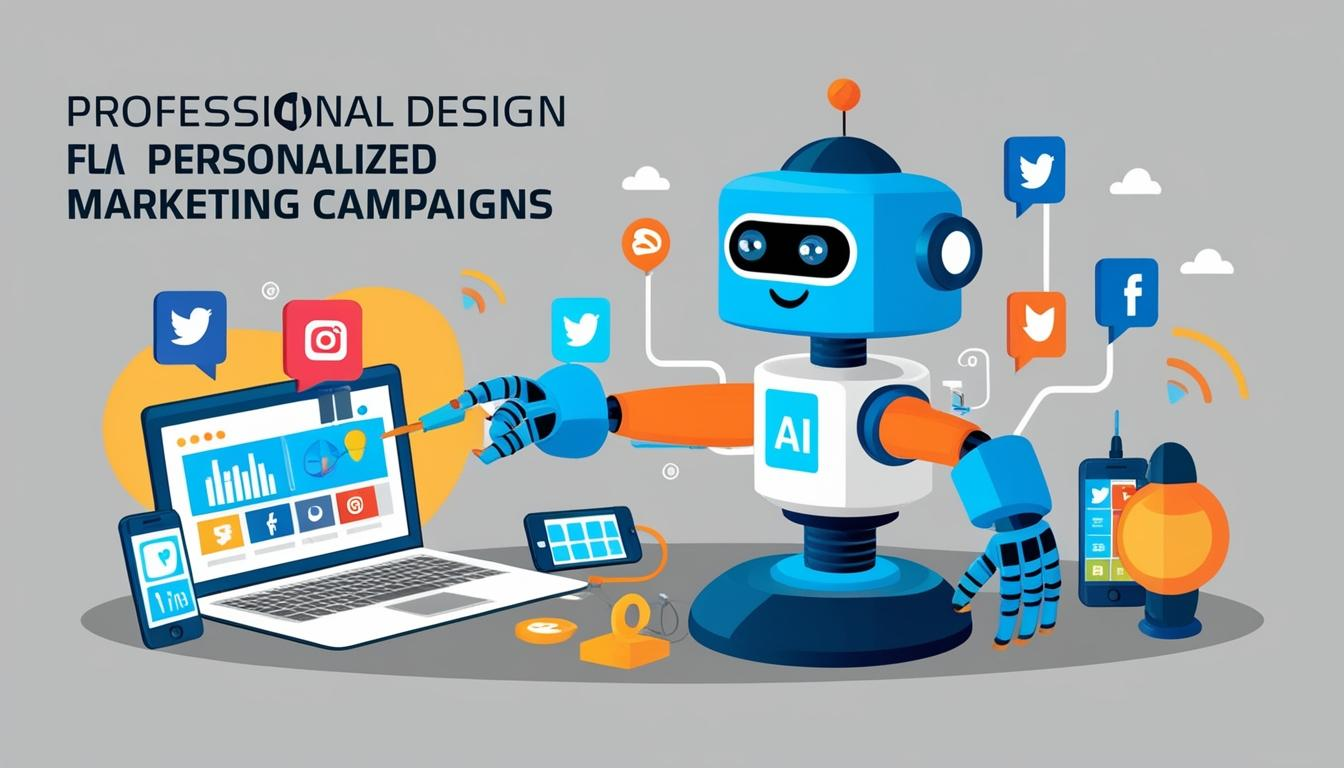 PROFESSIONAL DESIGN
FLA PERSONALIZED
MARKETING CAMPAIGNS
AI